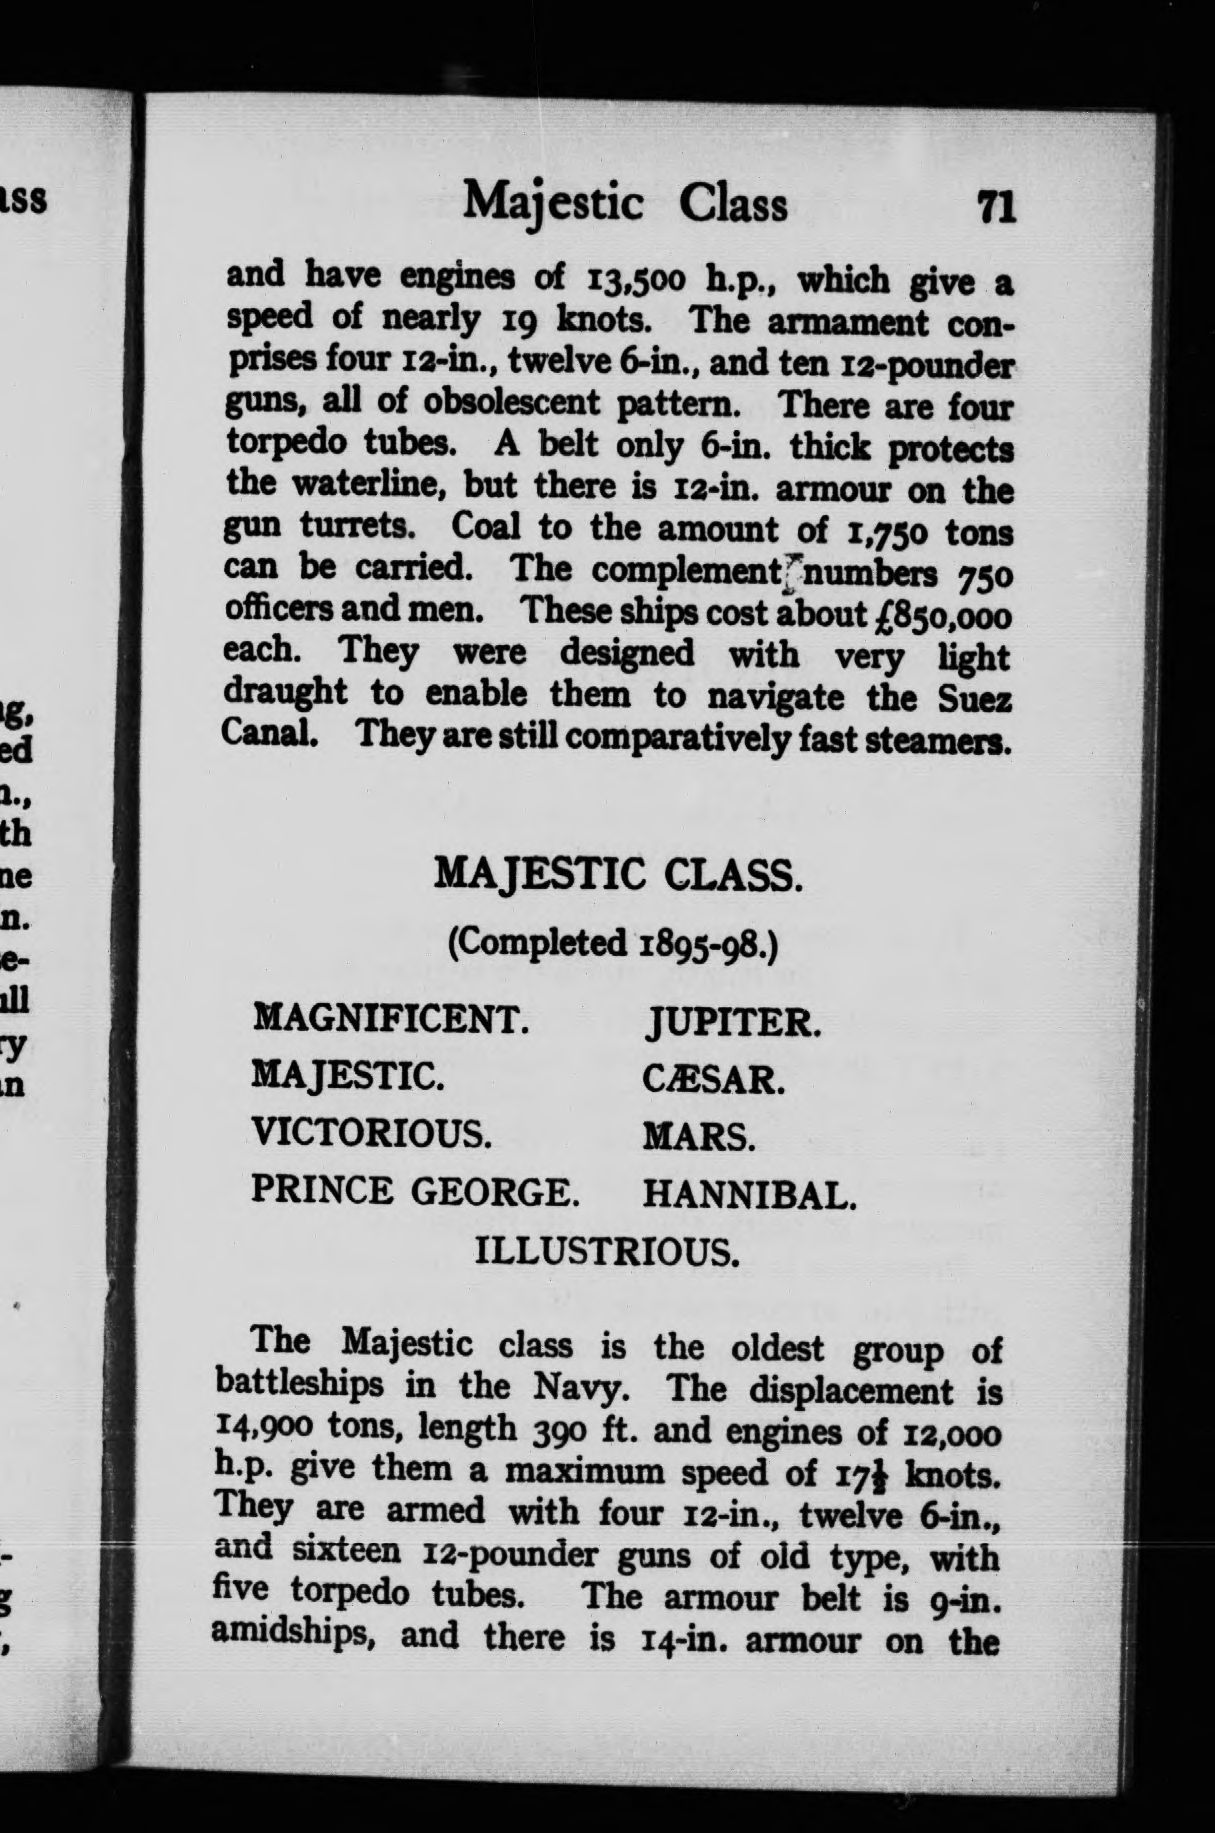 Majestic Class 71
and have engines of 13,500 h.p., which give a
speed of nearly 19 knots. The armament con-
prises four 12-in., twelve 6-in., and ten 12-pounder
guns, all of obsolescent pattern. There are four
torpedo tubes. A belt only 6-in. thick protects
the waterline, but there is 12-in. armour on the
gun turrets. Coal to the amount of 1,750 tons
can be carried. The complement numbers 750
officers and men. These ships cost about £850,000
each. They were designed with very light
draught to enable them to navigate the Suez
Canal. They are still comparatively fast steamers.
MAJESTIC CLASS.
(Completed 1895-98.)
MAGNIFICENT. JUPITER.
MAJESTIC. CÆSAR.
VICTORIOUS. MARS.
PRINCE GEORGE. HANNIBAL.
ILLUSTRIOUS.
The Majestic class is the oldest group of
battleships in the Navy. The displacement is
14,900 tons, length 390 ft. and engines of 12,000
h.p. give them a maximum speed of 17½ knots.
They are armed with four 12-in., twelve 6-in.,
and sixteen 12-pounder guns of old type, with
five torpedo tubes. The armour belt is 9-in.
amidships, and there is 14-in. armour on the